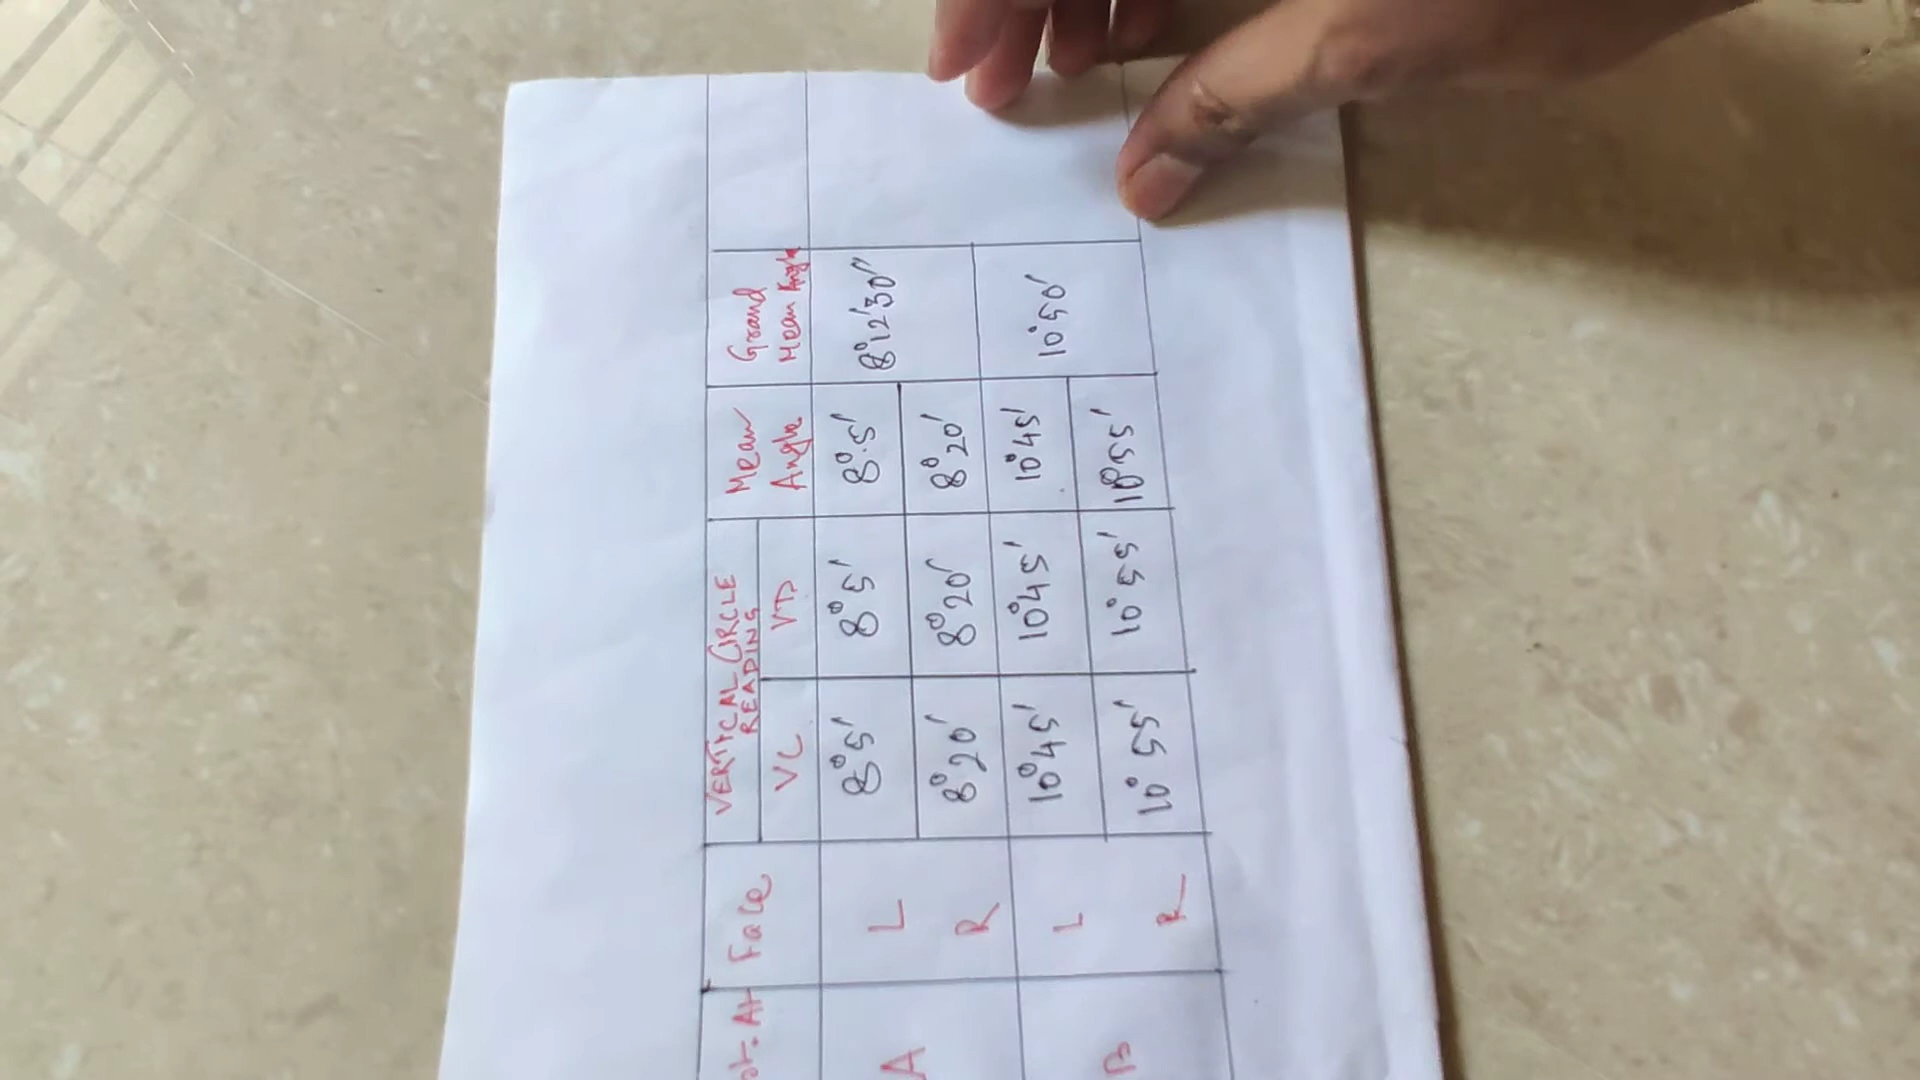 pt. At Face VERTICAL CIRCLE READING Mean Angle Grand Mean Angle
VC VD
A L 8°5' 8°5' 8°5' 8°12'30"
R 8°20' 8°20' 8°20'
B L 10°45' 10°45' 10°45' 10°50'
R 10°55' 10°55' 10°55'